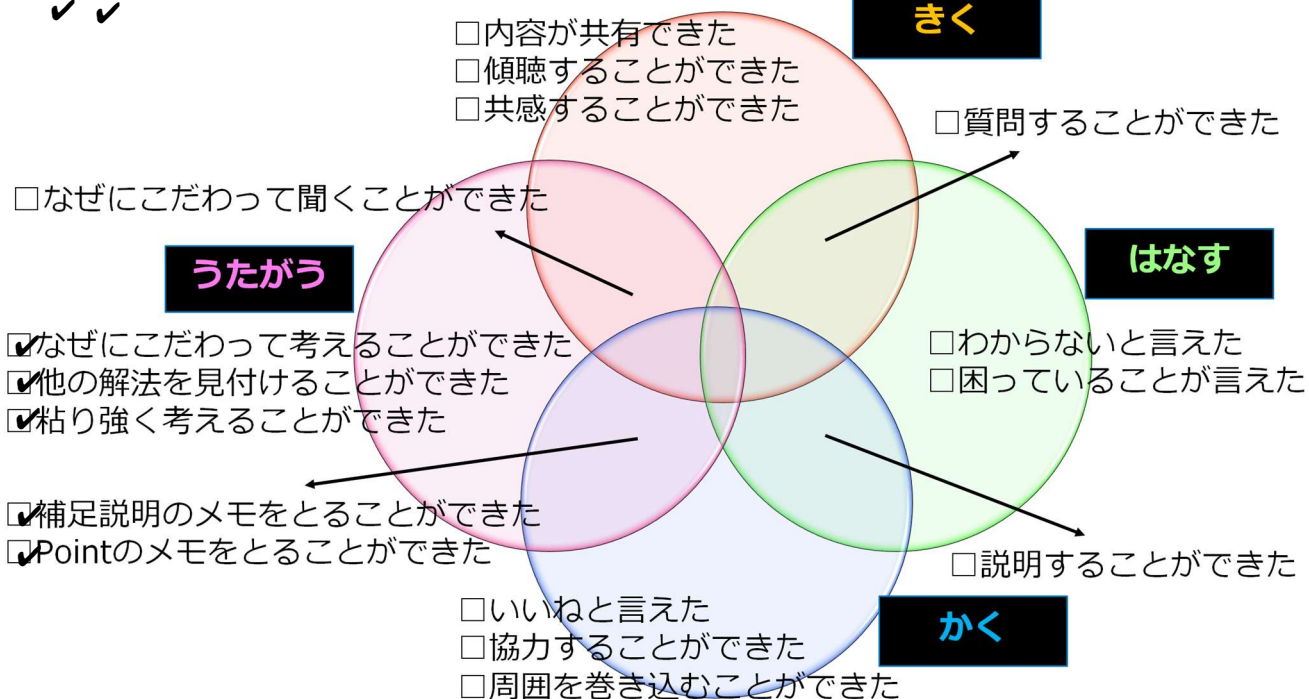 きく
□内容が共有できた
□傾聴することができた
□共感することができた
□質問することができた
□なぜにこだわって聞くことができた
うたがう
はなす
☑なぜにこだわって考えることができた
☑他の解法を見付けることができた
☑粘り強く考えることができた
□わからないと言えた
□困っていることが言えた
☑補足説明のメモをとることができた
☑Pointのメモをとることができた
□説明することができた
かく
□いいねと言えた
□協力することができた
□周囲を巻き込むことができた